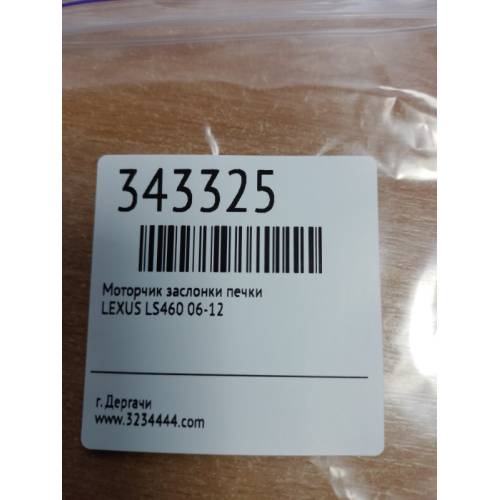 343325
Моторчик заслонки печки
LEXUS LS460 06-12
г. Дергачи
www.3234444.com